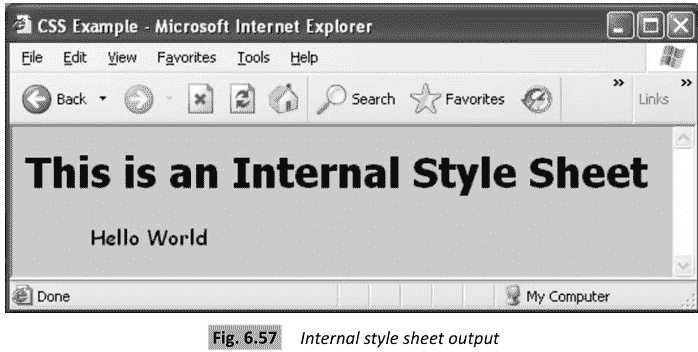 CSS Example - Microsoft Internet Explorer
File Edit View Favorites Tools Help
Back Search Favorites » Links »
This is an Internal Style Sheet
Hello World
Done My Computer
Fig. 6.57 Internal style sheet output